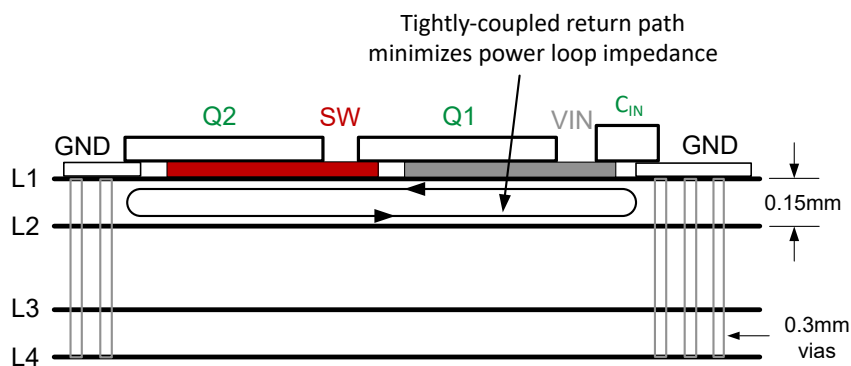 Tightly-coupled return path
minimizes power loop impedance
Q2
SW
Q1
VIN
CIN
GND
GND
L1
0.15mm
L2
L3
0.3mm
vias
L4